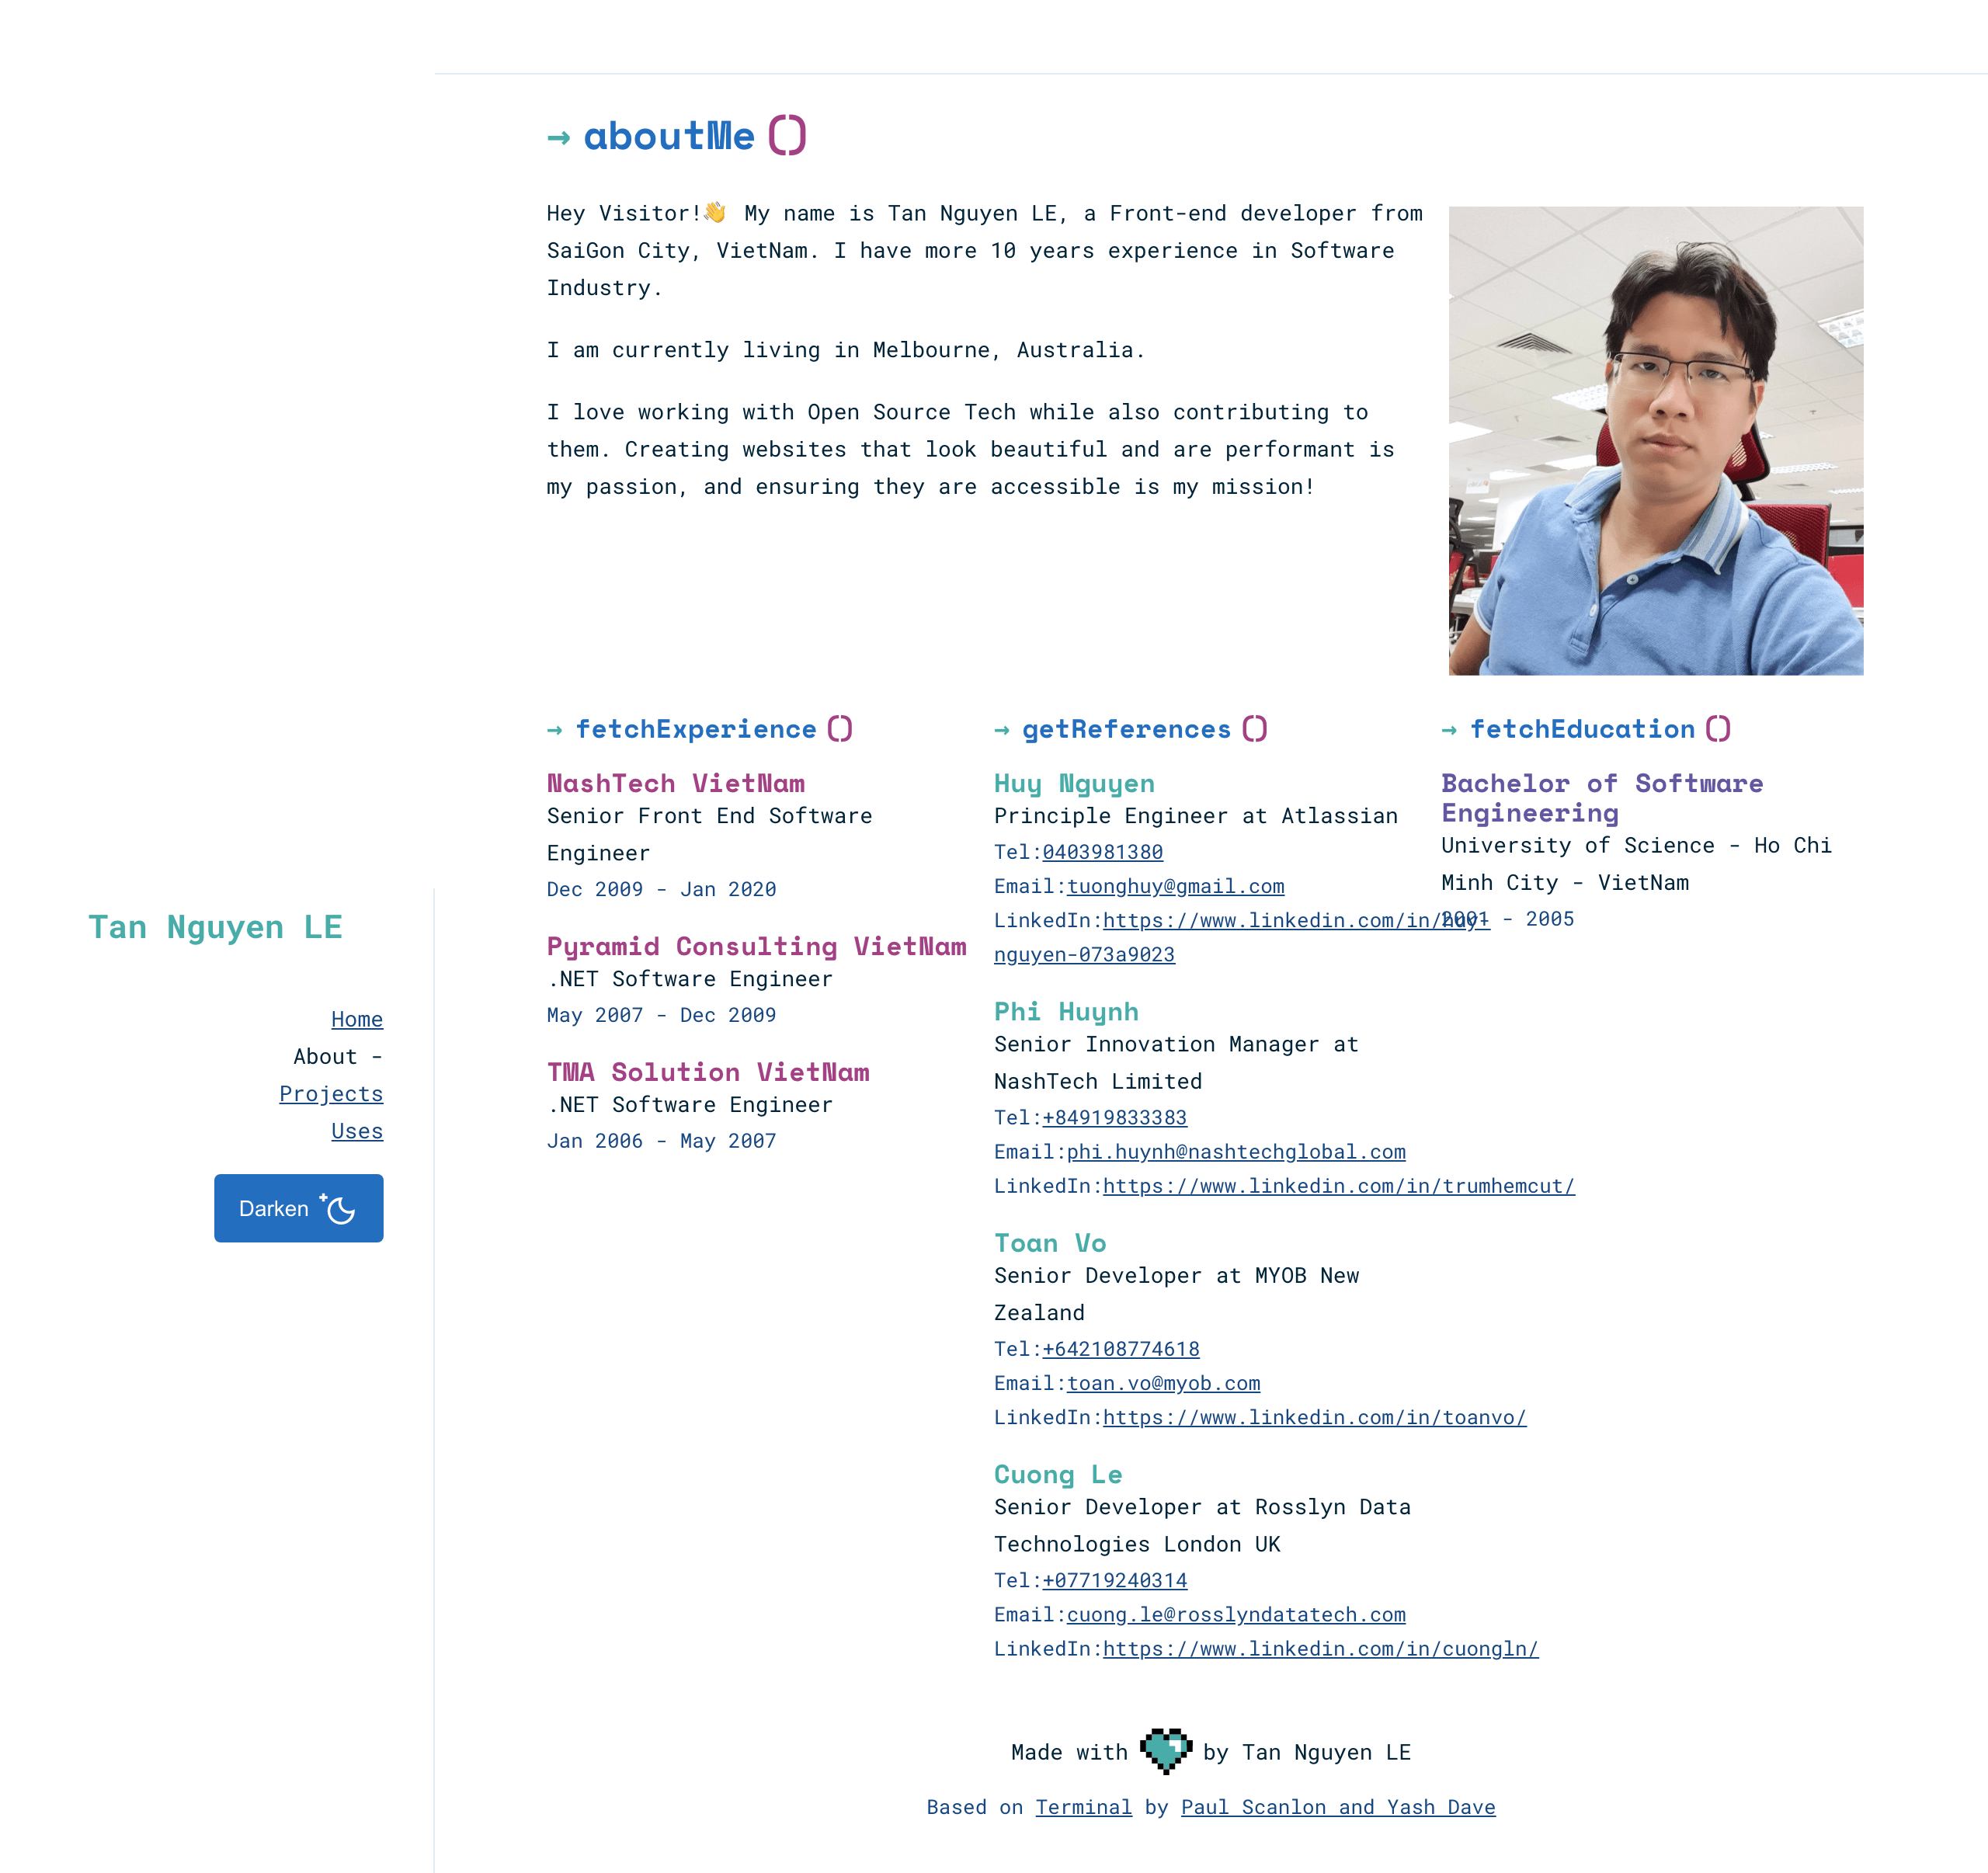 → aboutMe ()
Hey Visitor!👋 My name is Tan Nguyen LE, a Front-end developer from
SaiGon City, VietNam. I have more 10 years experience in Software
Industry.
I am currently living in Melbourne, Australia.
I love working with Open Source Tech while also contributing to
them. Creating websites that look beautiful and are performant is
my passion, and ensuring they are accessible is my mission!
Tan Nguyen LE
Home
About -
Projects
Uses
Darken
→ fetchExperience ()
NashTech VietNam
Senior Front End Software
Engineer
Dec 2009 - Jan 2020
Pyramid Consulting VietNam
.NET Software Engineer
May 2007 - Dec 2009
TMA Solution VietNam
.NET Software Engineer
Jan 2006 - May 2007
→ getReferences ()
Huy Nguyen
Principle Engineer at Atlassian
Tel:0403981380
Email:tuonghuy@gmail.com
LinkedIn:https://www.linkedin.com/in/huy-
nguyen-073a9023
Phi Huynh
Senior Innovation Manager at
NashTech Limited
Tel:+84919833383
Email:phi.huynh@nashtechglobal.com
LinkedIn:https://www.linkedin.com/in/trumhemcut/
Toan Vo
Senior Developer at MYOB New
Zealand
Tel:+642108774618
Email:toan.vo@myob.com
LinkedIn:https://www.linkedin.com/in/toanvo/
Cuong Le
Senior Developer at Rosslyn Data
Technologies London UK
Tel:+07719240314
Email:cuong.le@rosslyndatatech.com
LinkedIn:https://www.linkedin.com/in/cuongln/
→ fetchEducation ()
Bachelor of Software
Engineering
University of Science - Ho Chi
Minh City - VietNam
2001 - 2005
Made with by Tan Nguyen LE
Based on Terminal by Paul Scanlon and Yash Dave